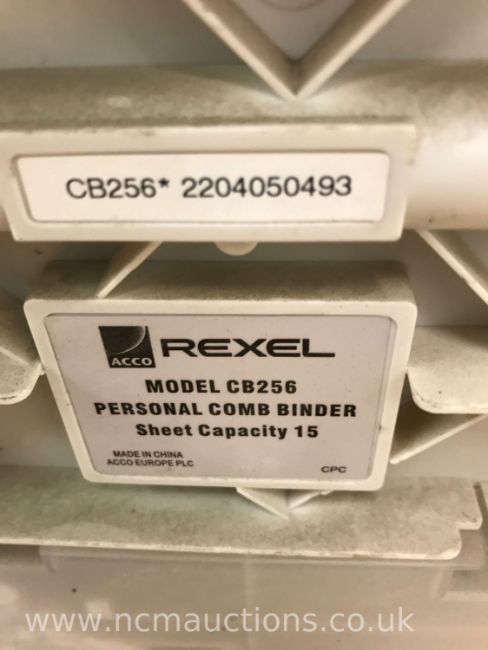 CB256* 2204050493
ACCO REXEL
MODEL CB256
PERSONAL COMB BINDER
Sheet Capacity 15
MADE IN CHINA
ACCO EUROPE PLC
CPC
www.ncmauctions.co.uk